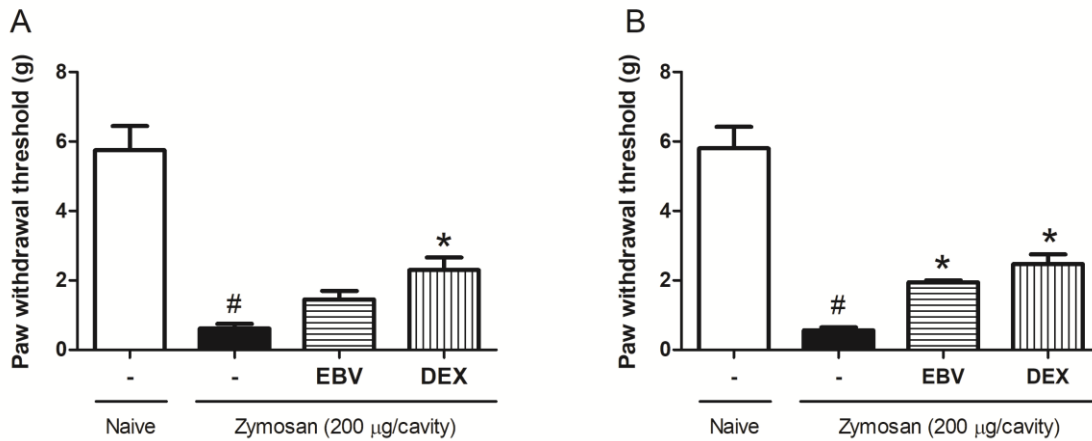 A
Paw withdrawal threshold (g)
8
6
4
2
0
#
*
- - EBV DEX
Naive Zymosan (200 µg/cavity)
B
Paw withdrawal threshold (g)
8
6
4
2
0
#
*
*
- - EBV DEX
Naive Zymosan (200 µg/cavity)